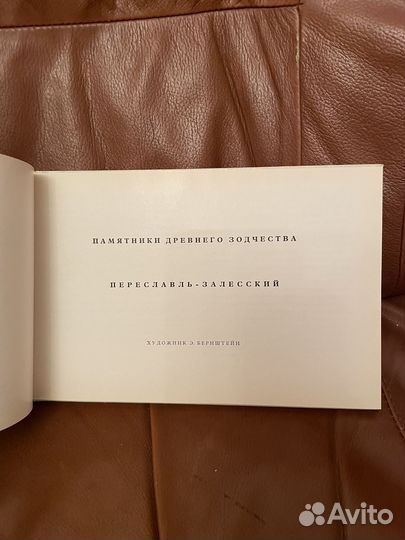 ПАМЯТНИКИ ДРЕВНЕГО ЗОДЧЕСТВА
ПЕРЕСЛАВЛЬ-ЗАЛЕССКИЙ
ХУДОЖНИК Э. БЕРНШТЕЙН
Avito